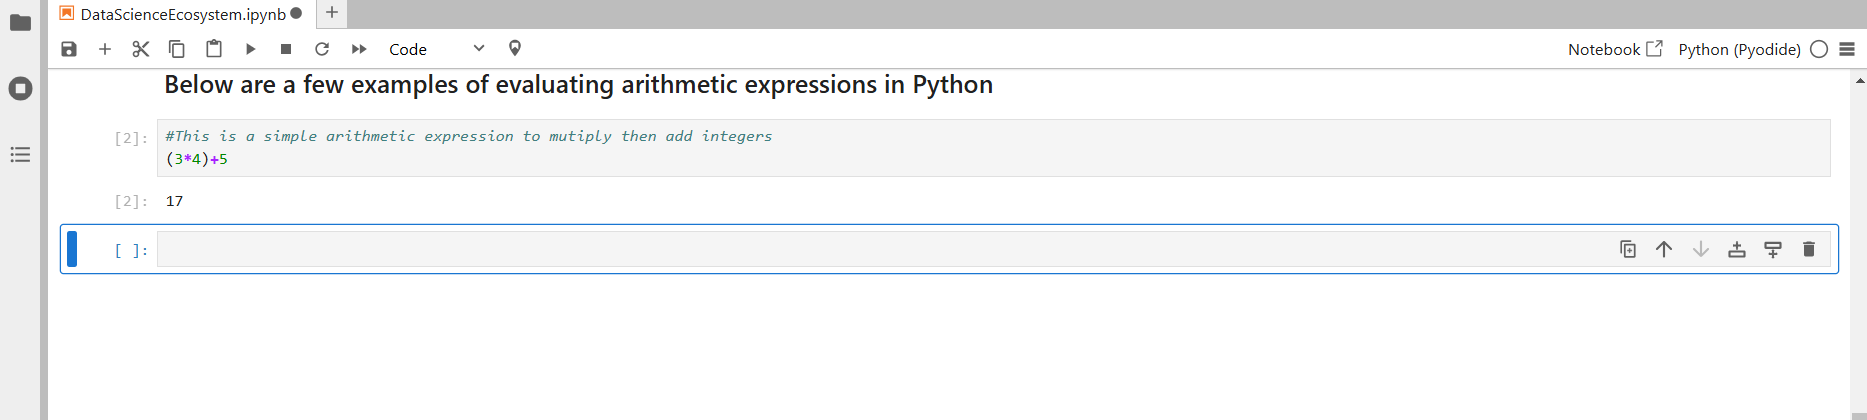 DataScienceEcosystem.ipynb
Code
Notebook
Python (Pyodide)
Below are a few examples of evaluating arithmetic expressions in Python
[2]: #This is a simple arithmetic expression to mutiply then add integers
(3*4)+5
[2]: 17
[ ]: